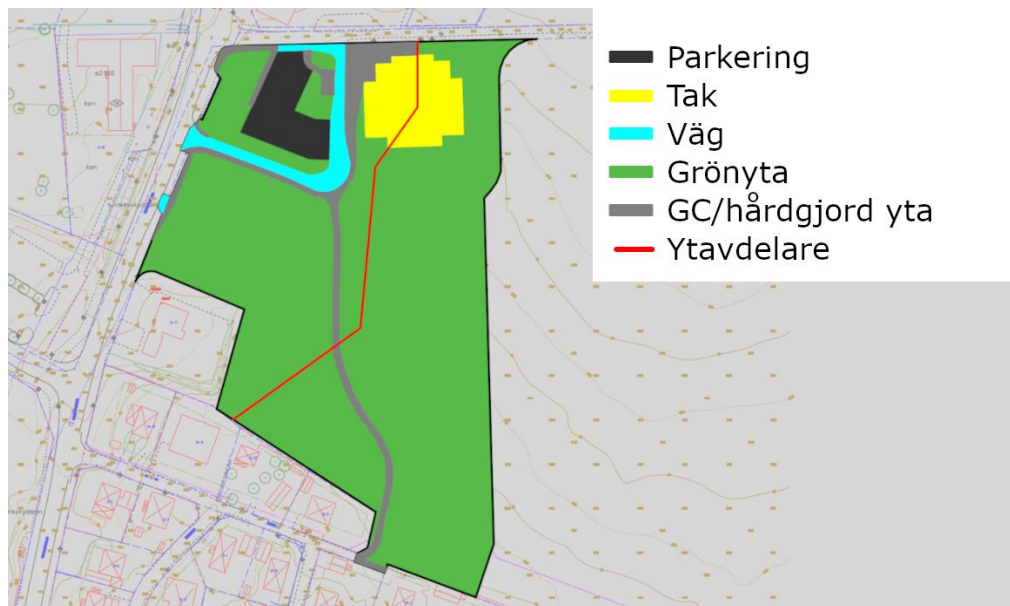 Parkering
Tak
Väg
Grönyta
GC/hårdgjord yta
Ytavdelare